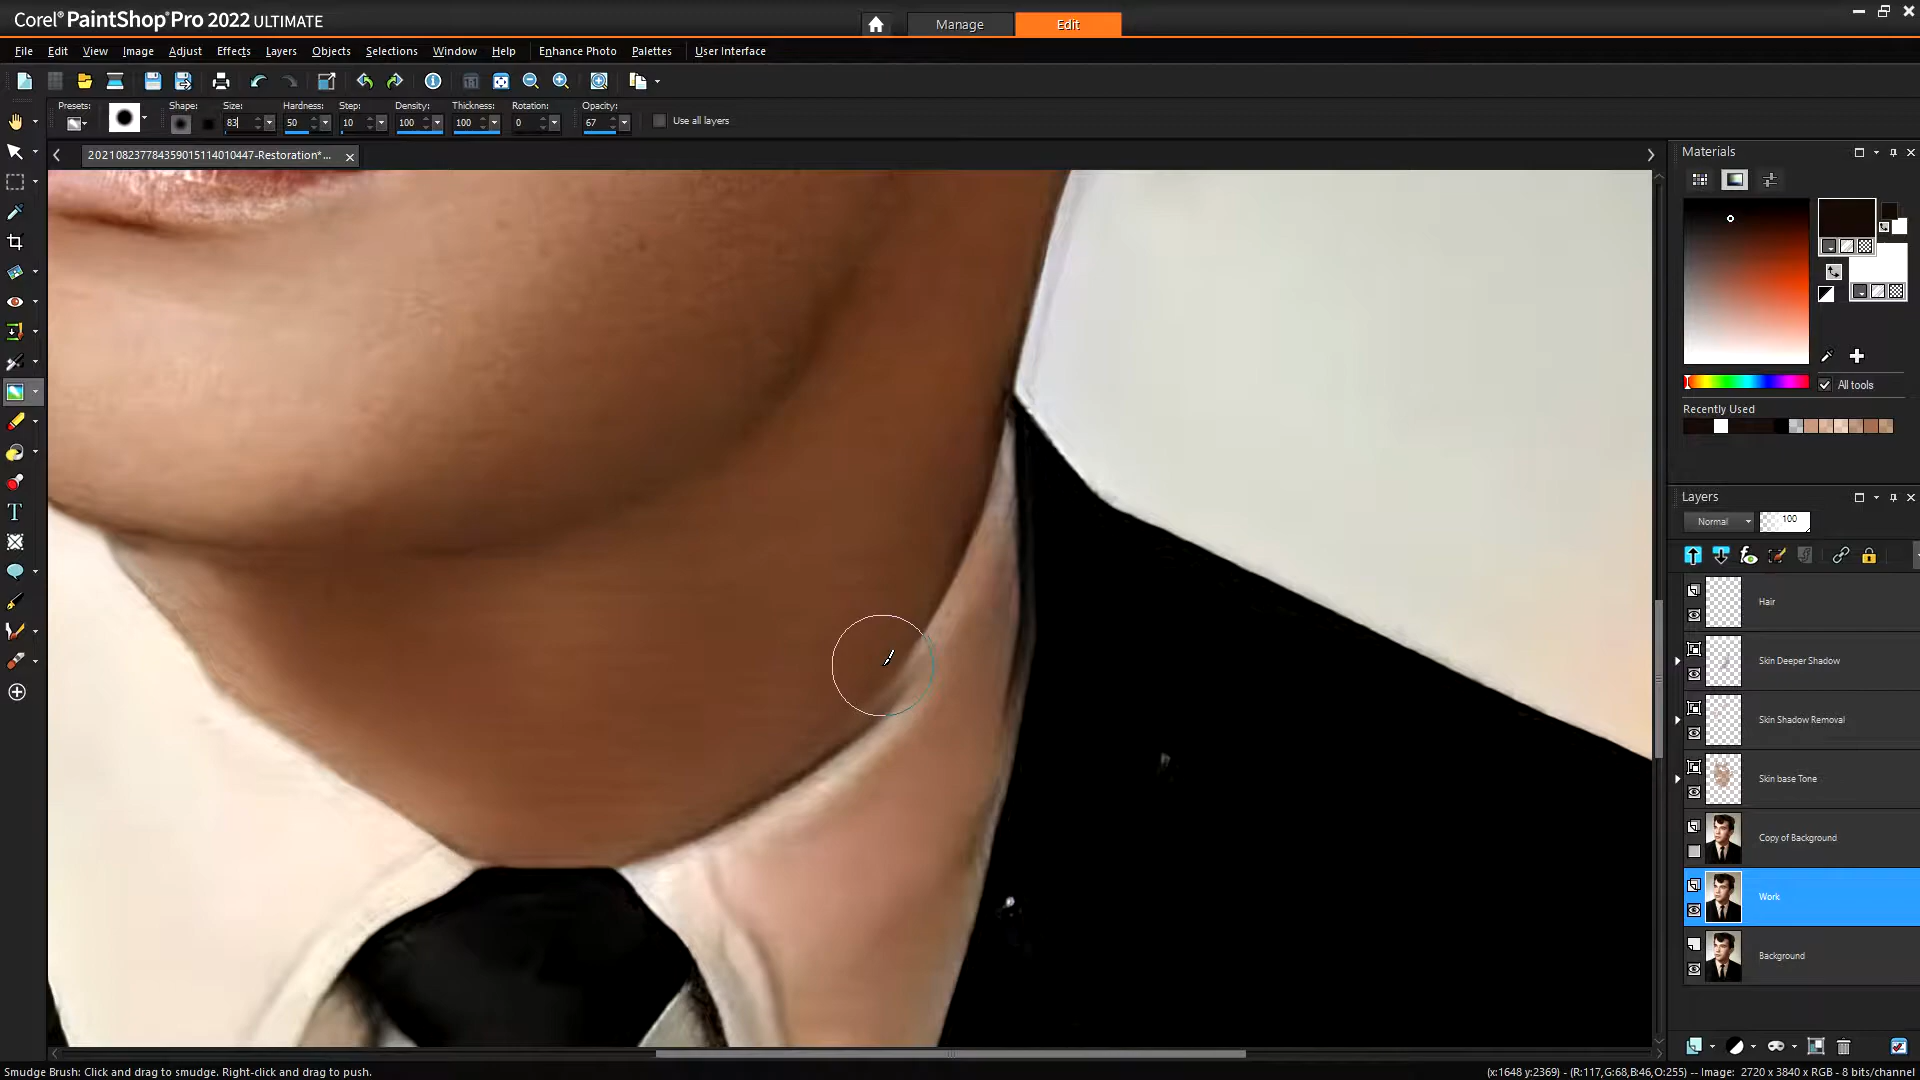 Corel® PaintShop® Pro 2022 ULTIMATE
Manage
Edit
File Edit View Image Adjust Effects Layers Objects Selections Window Help Enhance Photo Palettes User Interface
Presets: Shape: Size: Hardness: Step: Density: Thickness: Rotation: Opacity:
83 50 10 100 100 0 67 Use all layers
20210823778435901511401044​7-Restoration*...
Materials
All tools
Recently Used
Layers
Normal 100
Hair
Skin Deeper Shadow
Skin Shadow Removal
Skin base Tone
Copy of Background
Work
Background
Smudge Brush: Click and drag to smudge. Right-click and drag to push.
(x:1648 y:2369) - (R:117,G:68,B:46,O:255) -- Image: 2720 x 3840 x RGB - 8 bits/channel